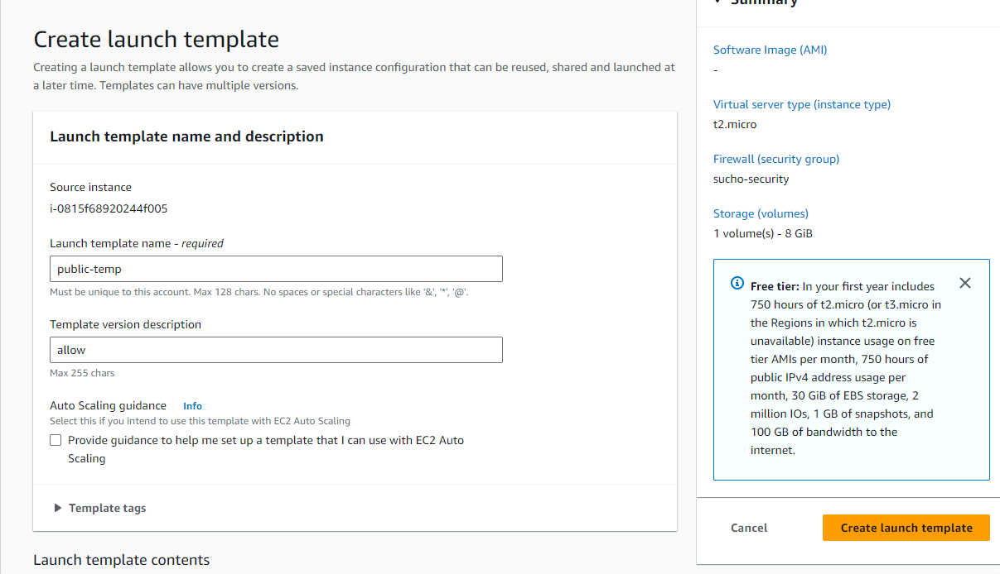 Create launch template
Creating a launch template allows you to create a saved instance configuration that can be reused, shared and launched at
a later time. Templates can have multiple versions.
Launch template name and description
Source instance
i-0815f68920244f005
Launch template name - required
public-temp
Must be unique to this account. Max 128 chars. No spaces or special characters like '&', '*', '@'.
Template version description
allow
Max 255 chars
Auto Scaling guidance
Info
Select this if you intend to use this template with EC2 Auto Scaling
Provide guidance to help me set up a template that I can use with EC2 Auto
Scaling
Template tags
Launch template contents
Summary
Software Image (AMI)
-
Virtual server type (instance type)
t2.micro
Firewall (security group)
sucho-security
Storage (volumes)
1 volume(s) - 8 GiB
Free tier: In your first year includes
750 hours of t2.micro (or t3.micro in
the Regions in which t2.micro is
unavailable) instance usage on free
tier AMIs per month, 750 hours of
public IPv4 address usage per
month, 30 GiB of EBS storage, 2
million IOs, 1 GB of snapshots, and
100 GB of bandwidth to the
internet.
Cancel
Create launch template